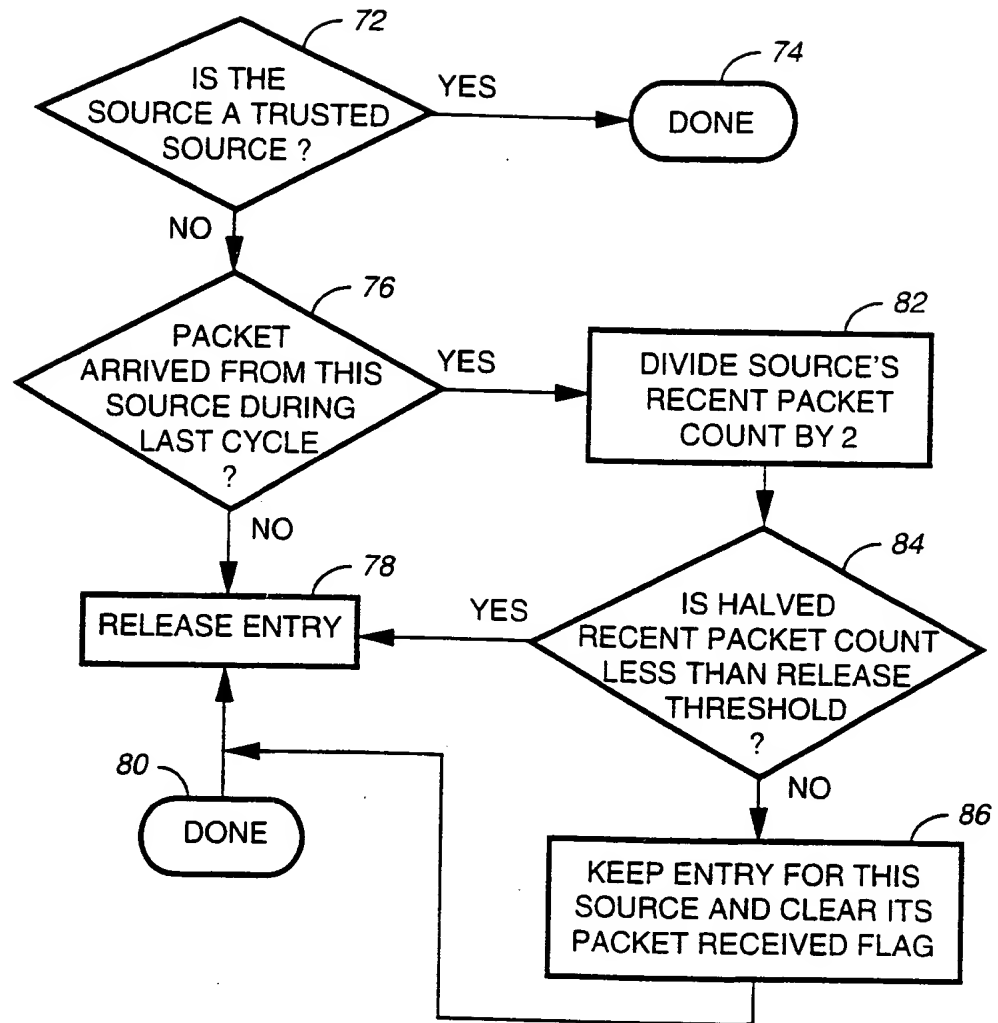 72
IS THE
SOURCE A TRUSTED
SOURCE ?
YES
74
DONE
NO
76
PACKET
ARRIVED FROM THIS
SOURCE DURING
LAST CYCLE
?
YES
82
DIVIDE SOURCE'S
RECENT PACKET
COUNT BY 2
NO
78
RELEASE ENTRY
YES
84
IS HALVED
RECENT PACKET COUNT
LESS THAN RELEASE
THRESHOLD
?
80
DONE
NO
86
KEEP ENTRY FOR THIS
SOURCE AND CLEAR ITS
PACKET RECEIVED FLAG